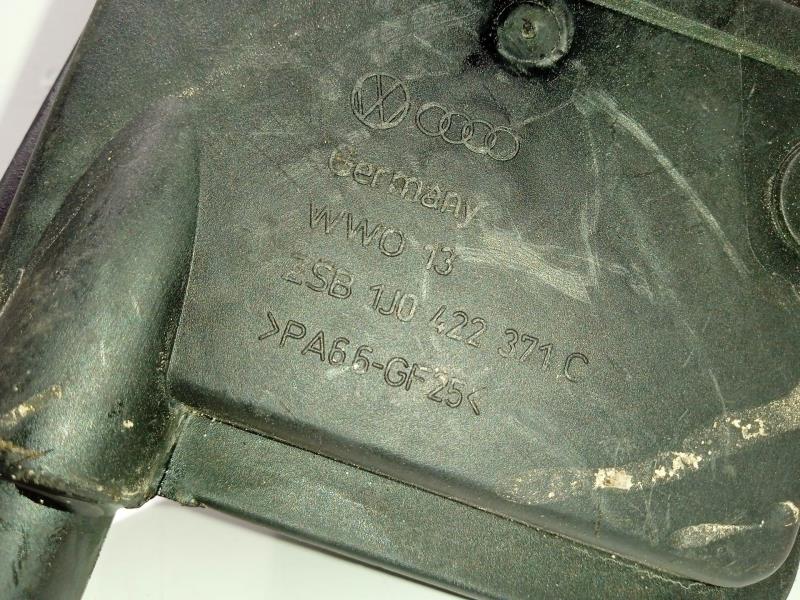 Germany
WWO 13
ZSB 1J0 422 371 C
>PA66-GF25<